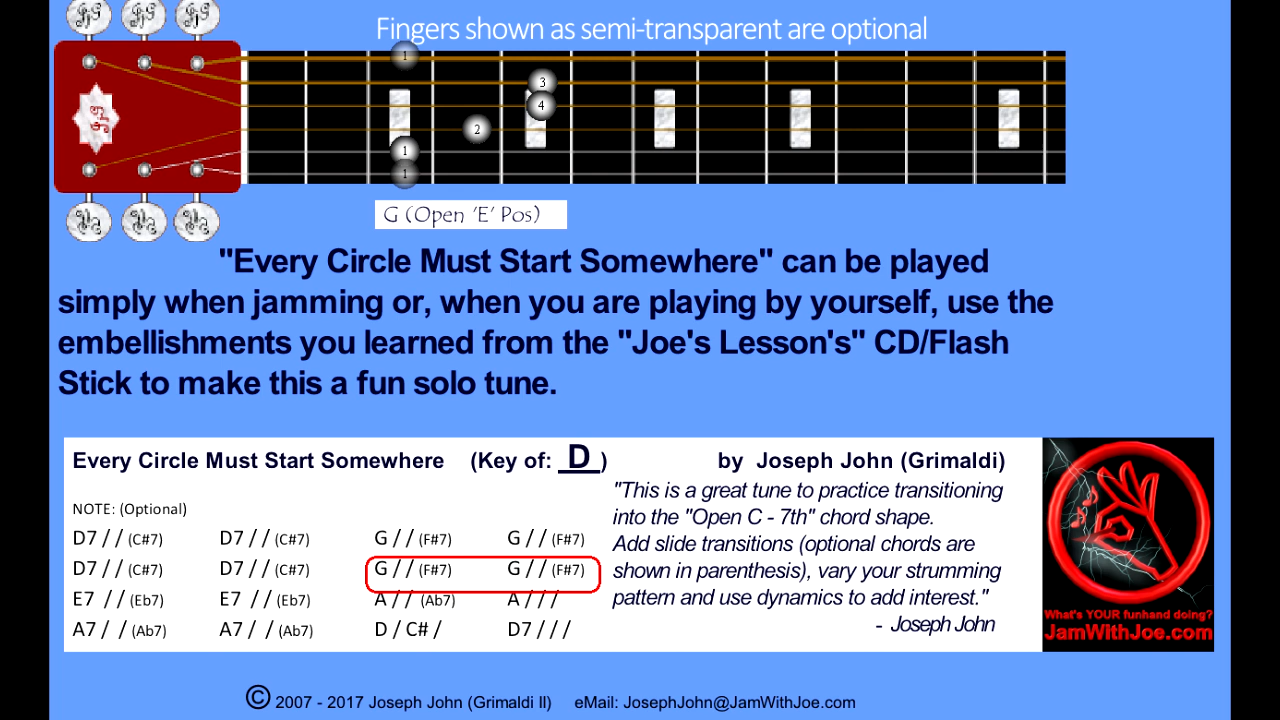 Fingers shown as semi-transparent are optional
1
3
4
2
1
1
G (Open 'E' Pos)
"Every Circle Must Start Somewhere" can be played
simply when jamming or, when you are playing by yourself, use the
embellishments you learned from the "Joe's Lesson's" CD/Flash
Stick to make this a fun solo tune.
Every Circle Must Start Somewhere (Key of: D )
by Joseph John (Grimaldi)
NOTE: (Optional)
D7 / / (C#7) D7 / / (C#7) G / / (F#7) G / / (F#7)
D7 / / (C#7) D7 / / (C#7) G / / (F#7) G / / (F#7)
E7 / / (Eb7) E7 / / (Eb7) A / / (Ab7) A / / /
A7 / / (Ab7) A7 / / (Ab7) D / C# / D7 / / /
"This is a great tune to practice transitioning
into the "Open C - 7th" chord shape.
Add slide transitions (optional chords are
shown in parenthesis), vary your strumming
pattern and use dynamics to add interest."
- Joseph John
What's YOUR funhand doing?
JamWithJoe.com
© 2007 - 2017 Joseph John (Grimaldi II) eMail: JosephJohn@JamWithJoe.com